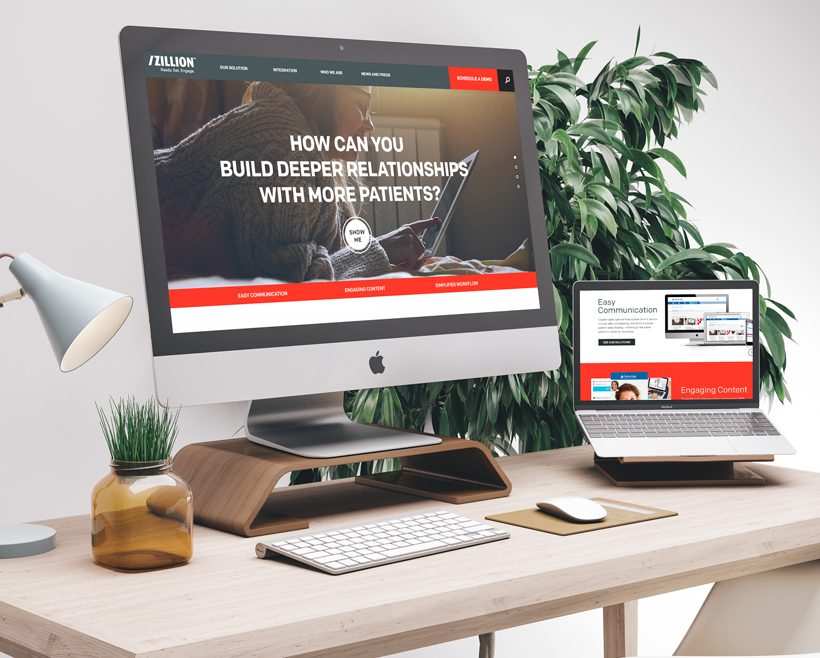 /ZILLION™
Ready. Set. Engage.
OUR SOLUTION
INTEGRATION
WHO WE ARE
NEWS AND PRESS
SCHEDULE A DEMO
HOW CAN YOU
BUILD DEEPER RELATIONSHIPS
WITH MORE PATIENTS?
SHOW
ME
EASY COMMUNICATION
ENGAGING CONTENT
SIMPLIFIED WORKFLOW
Easy
Communication
SEE OUR SOLUTIONS
Engaging Content
MacBook